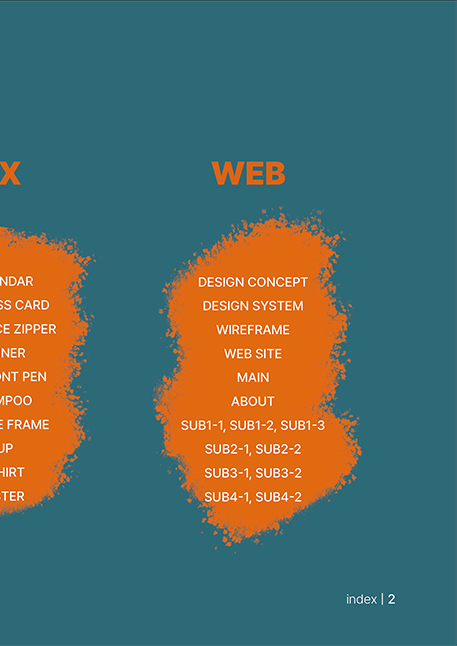 X
NDAR
SS CARD
CE ZIPPER
NER
ONT PEN
MPOO
E FRAME
UP
HIRT
STER
WEB
DESIGN CONCEPT
DESIGN SYSTEM
WIREFRAME
WEB SITE
MAIN
ABOUT
SUB1-1, SUB1-2, SUB1-3
SUB2-1, SUB2-2
SUB3-1, SUB3-2
SUB4-1, SUB4-2
index | 2